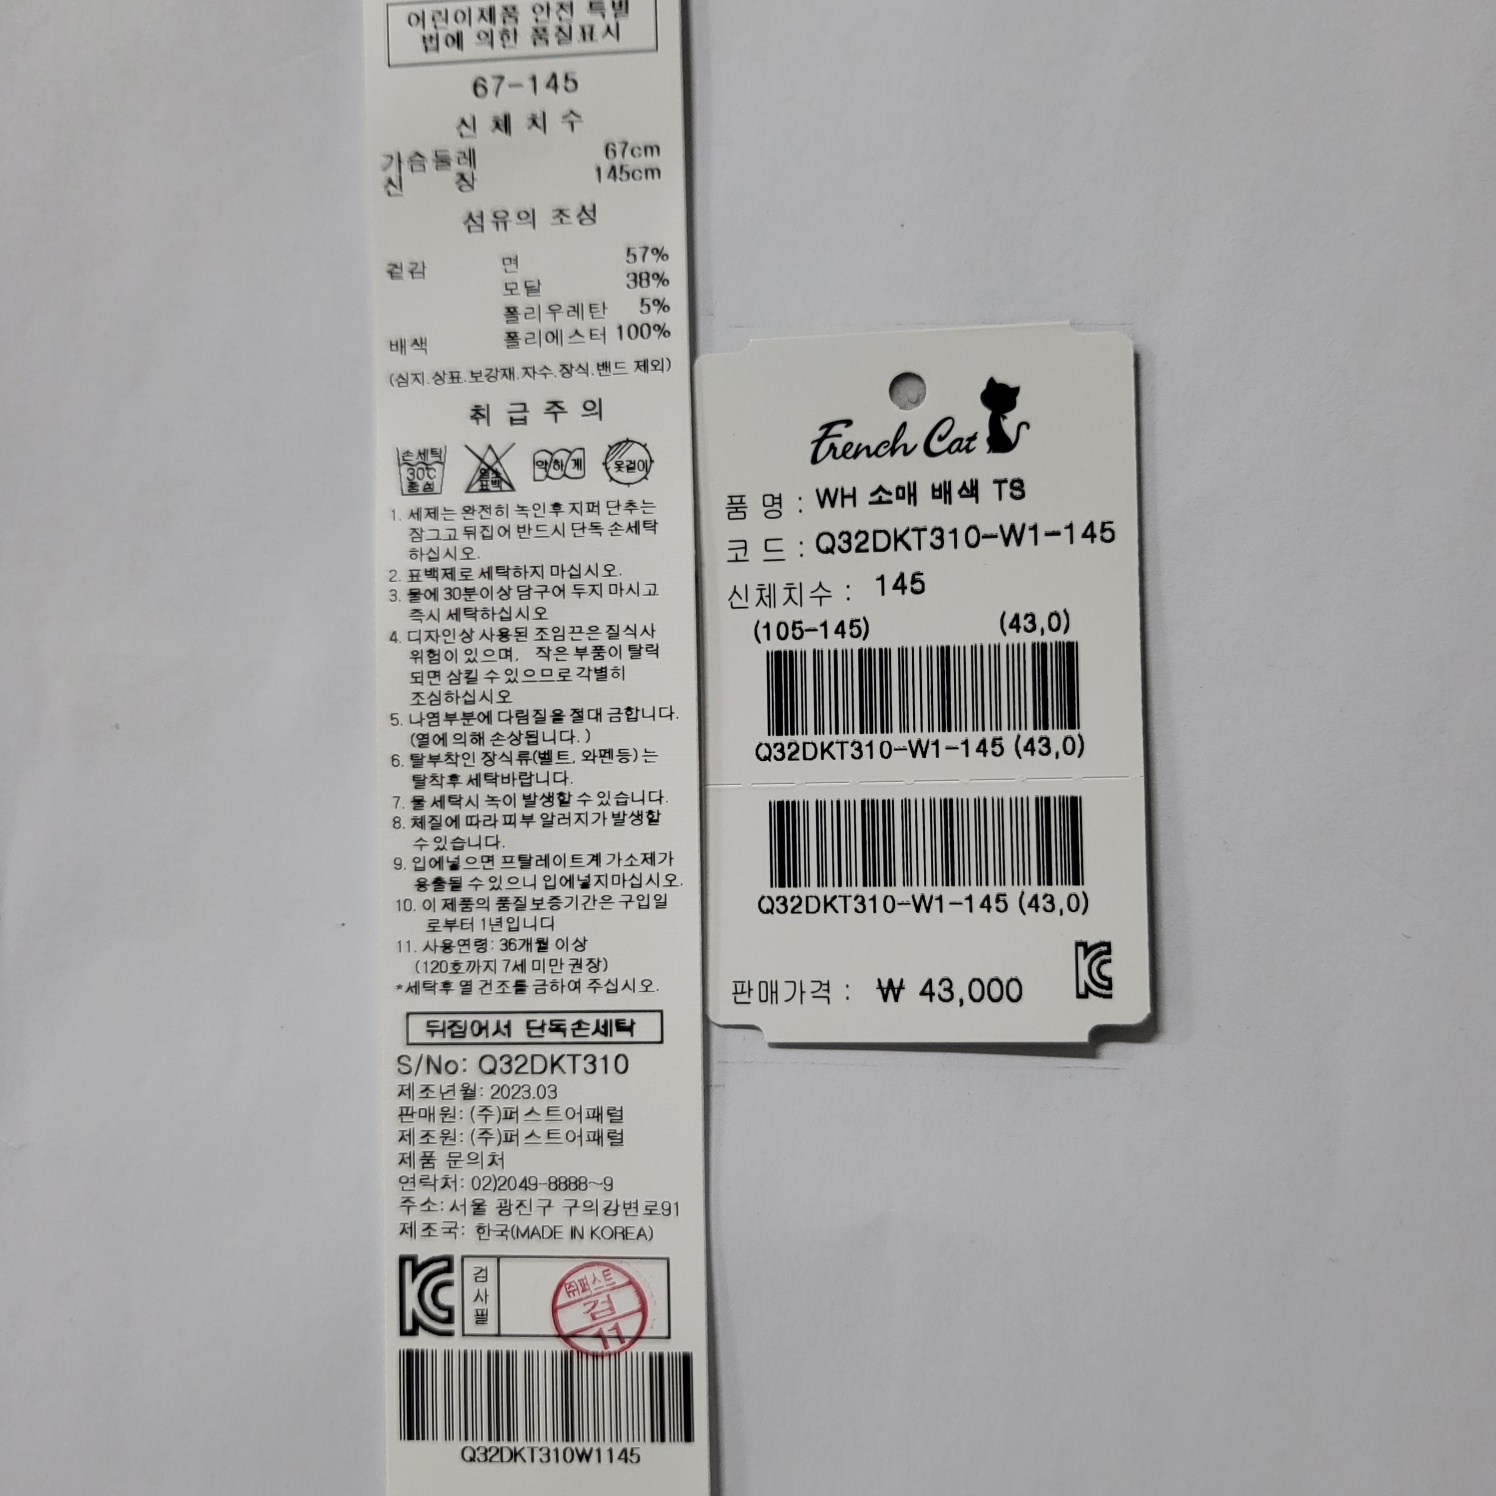 어린이제품 안전 특별
법에 의한 품질표시
67-145
신체치수
가슴둘레 67cm
신 장 145cm
섬유의 조성
겉감 면 57%
모달 38%
폴리우레탄 5%
배색 폴리에스터 100%
(심지.상표.보강재.자수.장식.밴드 제외)
취급주의
손세탁 30℃ 중성
염소 표백
약하게
옷걸이
1. 세제는 완전히 녹인후 지퍼 단추는
잠그고 뒤집어 반드시 단독 손세탁
하십시오.
2. 표백제로 세탁하지 마십시오.
3. 물에 30분이상 담구어 두지 마시고
즉시 세탁하십시오
4. 디자인상 사용된 조임끈은 질식사
위험이 있으며, 작은 부품이 탈락
되면 삼킬 수 있으므로 각별히
조심하십시오
5. 나염부분에 다림질을 절대 금합니다.
(열에 의해 손상됩니다.)
6. 탈부착인 장식류(벨트, 와펜등)는
탈착후 세탁바랍니다.
7. 물 세탁시 녹이 발생할 수 있습니다.
8. 체질에 따라 피부 알러지가 발생할
수 있습니다.
9. 입에넣으면 프탈레이트계 가소제가
용출될 수 있으니 입에넣지마십시오.
10. 이 제품의 품질보증기간은 구입일
로부터 1년입니다
11. 사용연령: 36개월 이상
(120호까지 7세 미만 권장)
*세탁후 열 건조를 금하여 주십시오.
뒤집어서 단독손세탁
S/No: Q32DKT310
제조년월: 2023.03
판매원: (주)퍼스트어패럴
제조원: (주)퍼스트어패럴
제품 문의처
연락처: 02)2049-8888~9
주소: 서울 광진구 구의강변로91
제조국: 한국(MADE IN KOREA)
KC
검사필
㈜퍼스트
검
11
Q32DKT310W1145
French Cat
품 명 : WH 소매 배색 TS
코 드 : Q32DKT310-W1-145
신체치수 : 145
(105-145) (43,0)
Q32DKT310-W1-145 (43,0)
Q32DKT310-W1-145 (43,0)
KC
판매가격 : ₩ 43,000